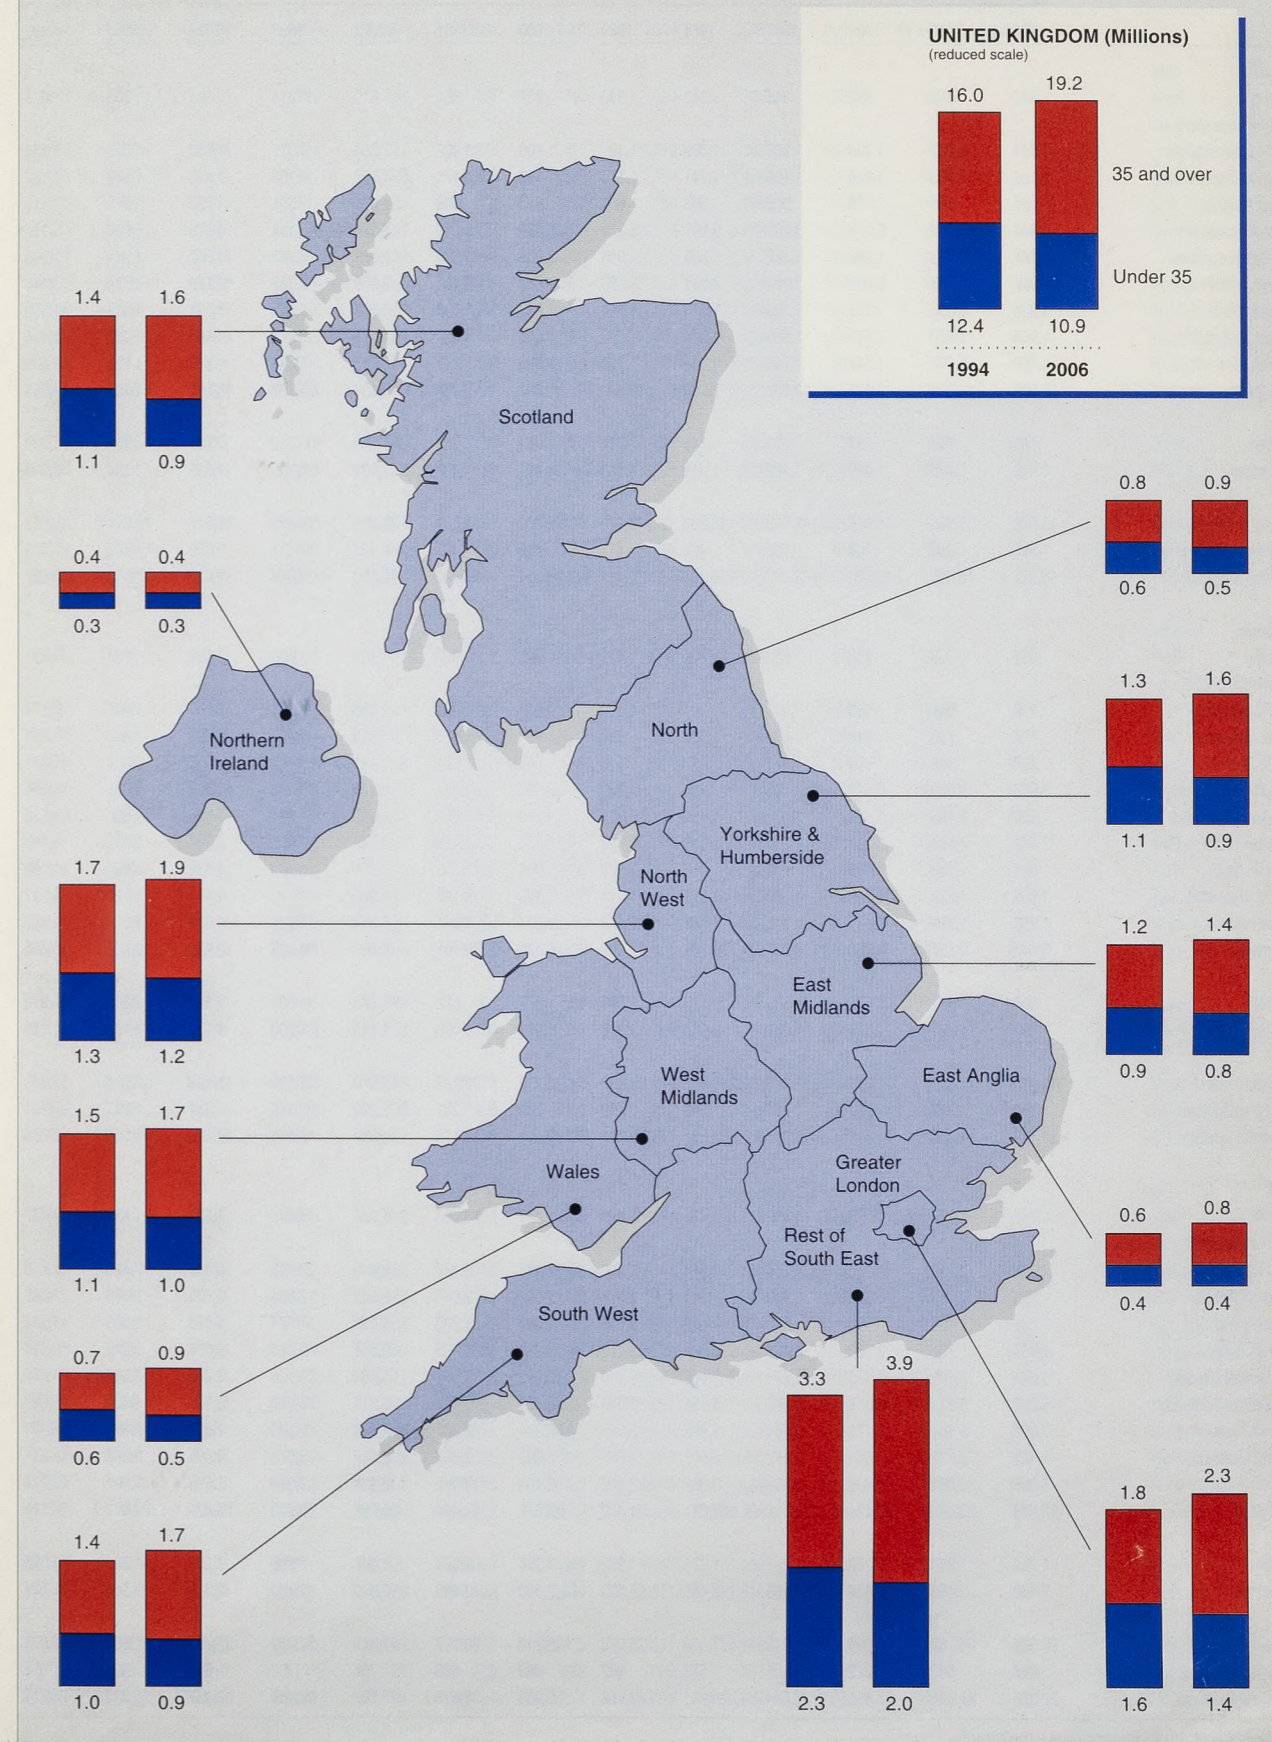 UNITED KINGDOM (Millions)
(reduced scale)
16.0
19.2
35 and over
Under 35
12.4
10.9
1994
2006
1.4
1.6
1.1
0.9
Scotland
0.8
0.9
0.6
0.5
0.4
0.4
0.3
0.3
Northern
Ireland
North
1.3
1.6
1.1
0.9
Yorkshire &
Humberside
1.7
1.9
1.3
1.2
North
West
1.2
1.4
0.9
0.8
East
Midlands
West
Midlands
East Anglia
1.5
1.7
1.1
1.0
Wales
Greater
London
0.6
0.8
0.4
0.4
Rest of
South East
South West
0.7
0.9
0.6
0.5
3.3
3.9
2.3
2.0
1.8
2.3
1.6
1.4
1.4
1.7
1.0
0.9